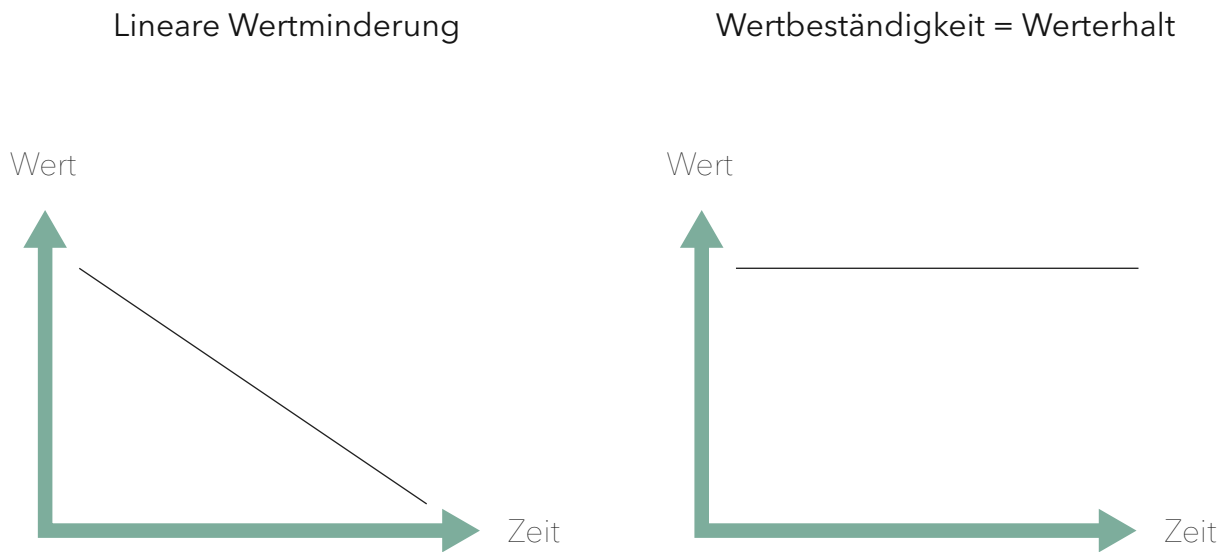 Lineare Wertminderung
Wertbeständigkeit = Werterhalt
Wert
Wert
Zeit
Zeit